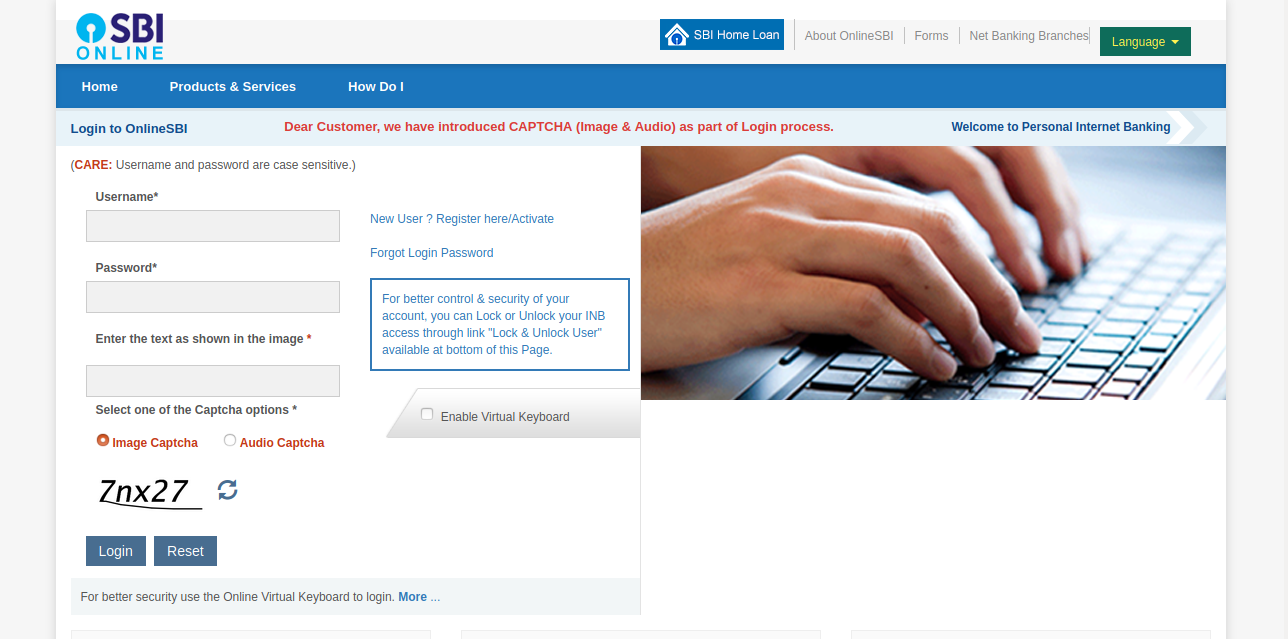 SBI
ONLINE
SBI Home Loan
About OnlineSBI
Forms
Net Banking Branches
Language
Home
Products & Services
How Do I
Login to OnlineSBI
Dear Customer, we have introduced CAPTCHA (Image & Audio) as part of Login process.
Welcome to Personal Internet Banking
(CARE: Username and password are case sensitive.)
Username*
New User ? Register here/Activate
Forgot Login Password
Password*
For better control & security of your
account, you can Lock or Unlock your INB
access through link "Lock & Unlock User"
available at bottom of this Page.
Enter the text as shown in the image *
Select one of the Captcha options *
Enable Virtual Keyboard
Image Captcha
Audio Captcha
7nx27
Login
Reset
For better security use the Online Virtual Keyboard to login. More ...